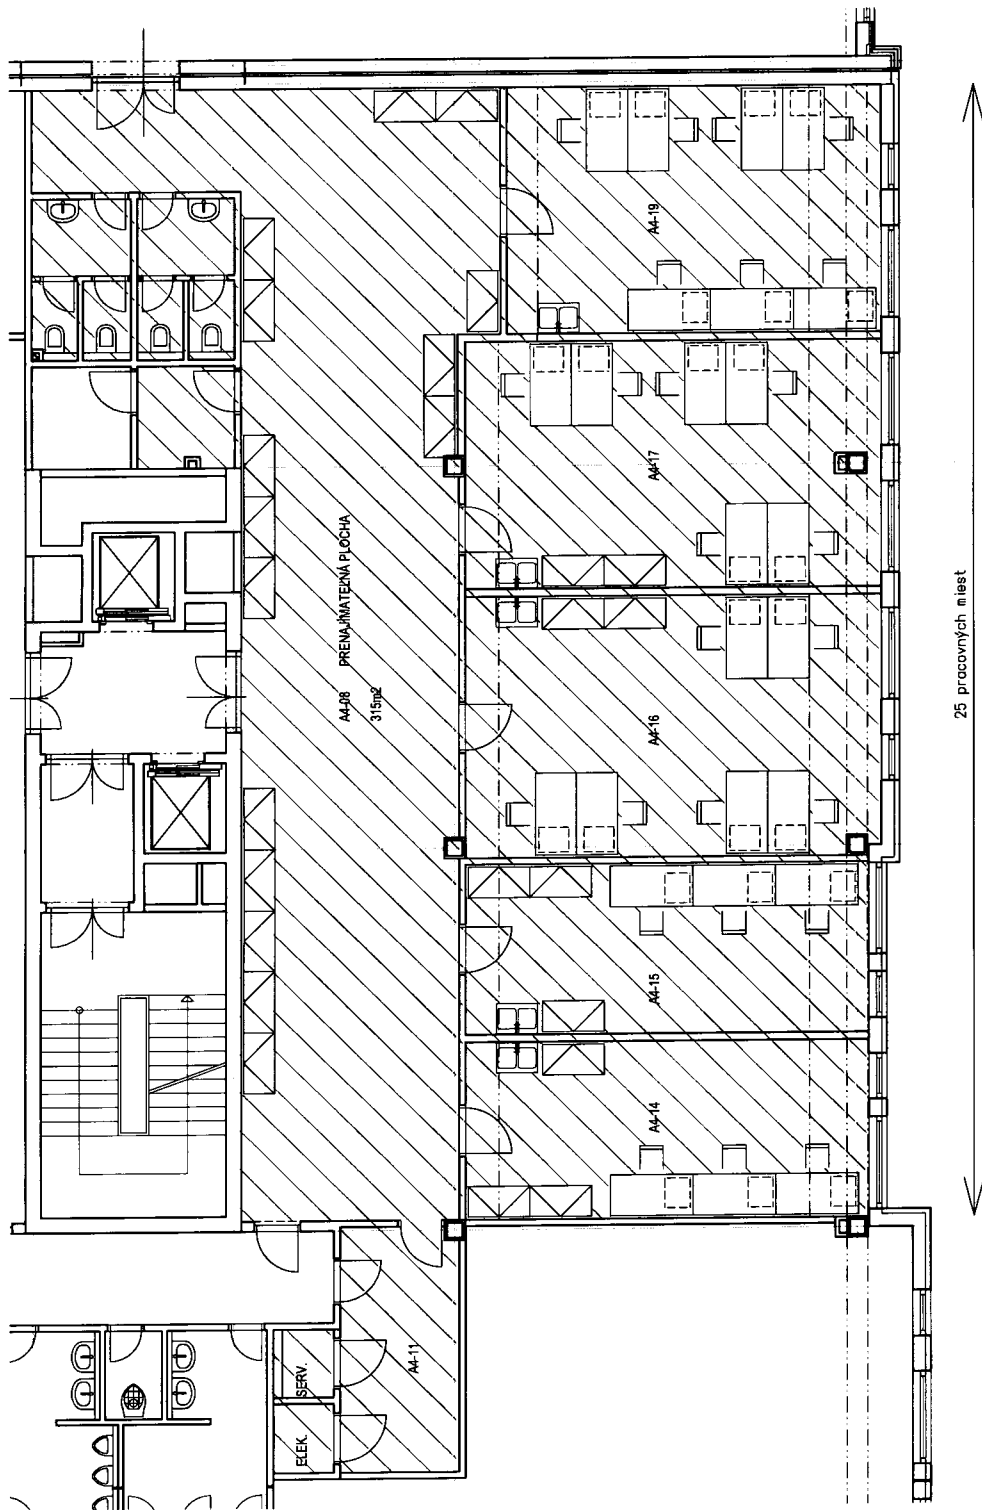 A4-19
A4-17
A4-08 PRENAJÍMATEĽNÁ PLOCHA
315m2
A4-16
A4-15
A4-14
A4-11
SERV.
ELEK.
25 pracovných miest